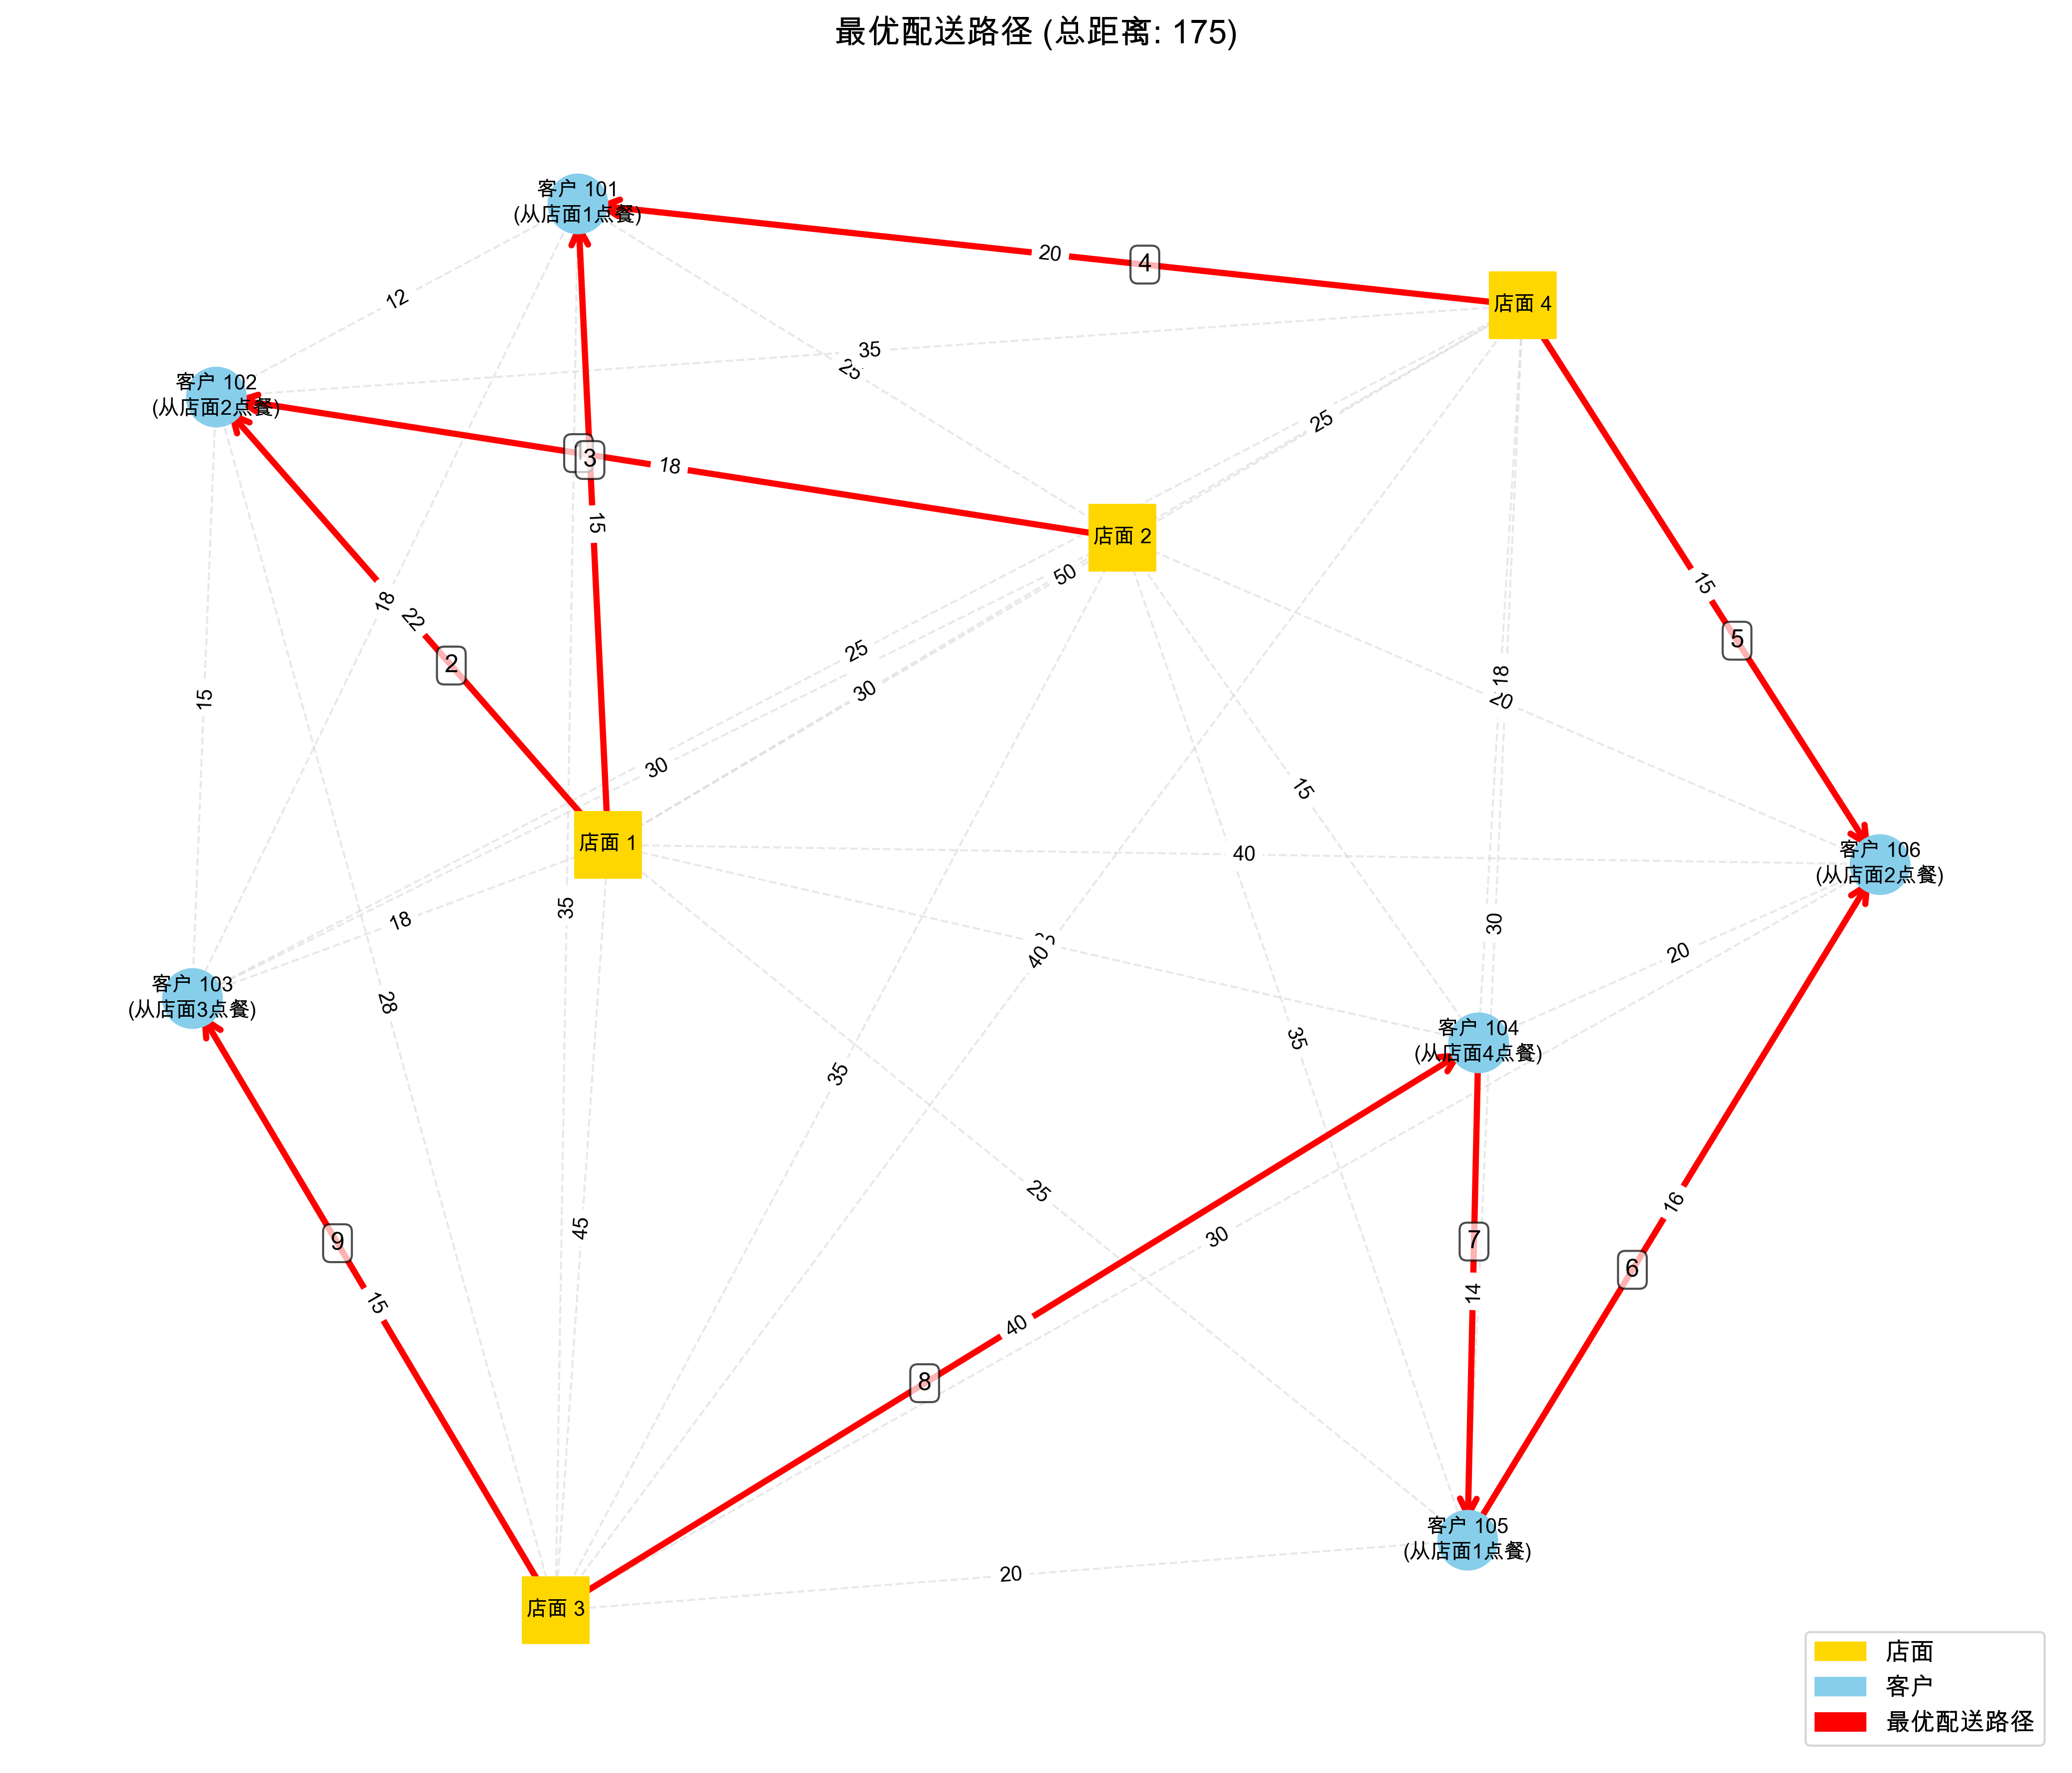 最优配送路径 (总距离: 175)
客户 101
(从店面1点餐)
20
4
店面 4
12
35
25
客户 102
(从店面2点餐)
25
3
18
15
店面 2
50
15
18
22
5
25
2
30
18
20
15
30
15
店面 1
40
客户 106
(从店面2点餐)
35
18
30
40
20
客户 103
(从店面3点餐)
28
客户 104
(从店面4点餐)
35
35
25
16
45
30
9
7
6
15
14
40
8
20
客户 105
(从店面1点餐)
店面 3
店面
客户
最优配送路径